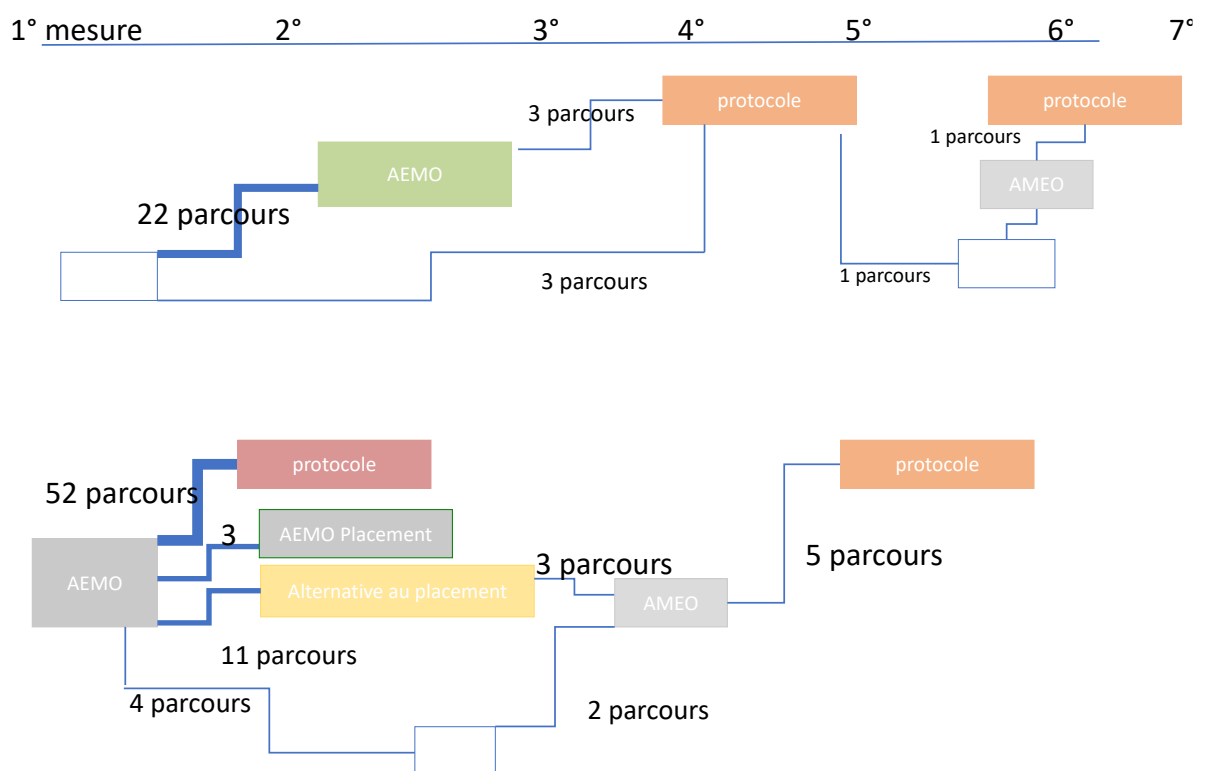 1° mesure 2° 3° 4° 5° 6° 7°
protocole protocole
3 parcours
1 parcours
AEMO
AMEO
22 parcours
3 parcours
1 parcours
protocole protocole
52 parcours
3
AEMO Placement
3 parcours
5 parcours
AEMO
Alternative au placement
AMEO
11 parcours
4 parcours
2 parcours